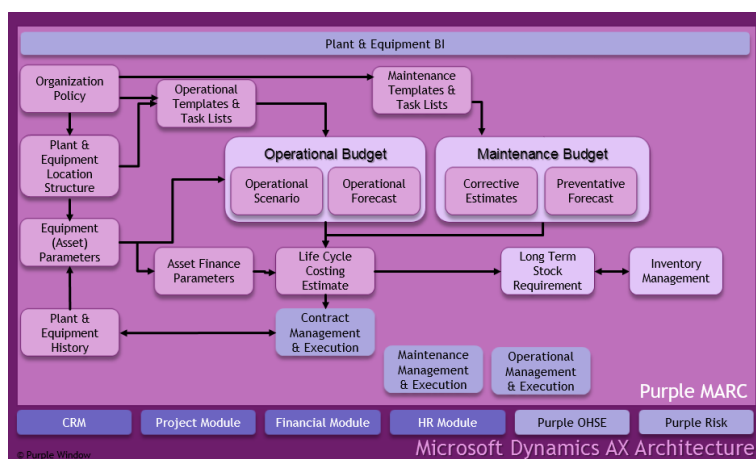 Plant & Equipment BI
Organization
Policy
Operational
Templates &
Task Lists
Maintenance
Templates &
Task Lists
Plant &
Equipment
Location
Structure
Operational Budget
Operational
Scenario
Operational
Forecast
Maintenance Budget
Corrective
Estimates
Preventative
Forecast
Equipment
(Asset)
Parameters
Asset Finance
Parameters
Life Cycle
Costing
Estimate
Long Term
Stock
Requirement
Inventory
Management
Plant &
Equipment
History
Contract
Management
& Execution
Maintenance
Management
& Execution
Operational
Management
& Execution
Purple MARC
CRM
Project Module
Financial Module
HR Module
Purple OHSE
Purple Risk
© Purple Window
Microsoft Dynamics AX Architecture